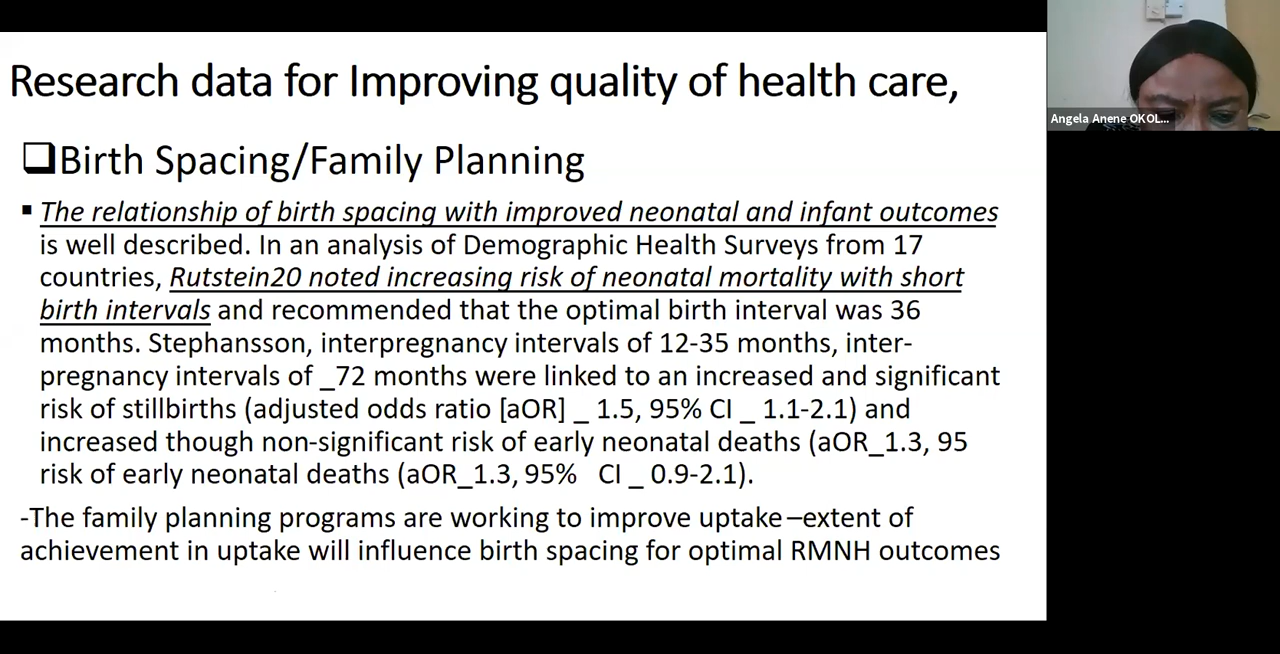 Research data for Improving quality of health care,
❑Birth Spacing/Family Planning
▪ The relationship of birth spacing with improved neonatal and infant outcomes
is well described. In an analysis of Demographic Health Surveys from 17
countries, Rutstein20 noted increasing risk of neonatal mortality with short
birth intervals and recommended that the optimal birth interval was 36
months. Stephansson, interpregnancy intervals of 12-35 months, inter-
pregnancy intervals of _72 months were linked to an increased and significant
risk of stillbirths (adjusted odds ratio [aOR] _ 1.5, 95% CI _ 1.1-2.1) and
increased though non-significant risk of early neonatal deaths (aOR_1.3, 95
risk of early neonatal deaths (aOR_1.3, 95% CI _ 0.9-2.1).
-The family planning programs are working to improve uptake –extent of
achievement in uptake will influence birth spacing for optimal RMNH outcomes
Angela Anene OKOL...